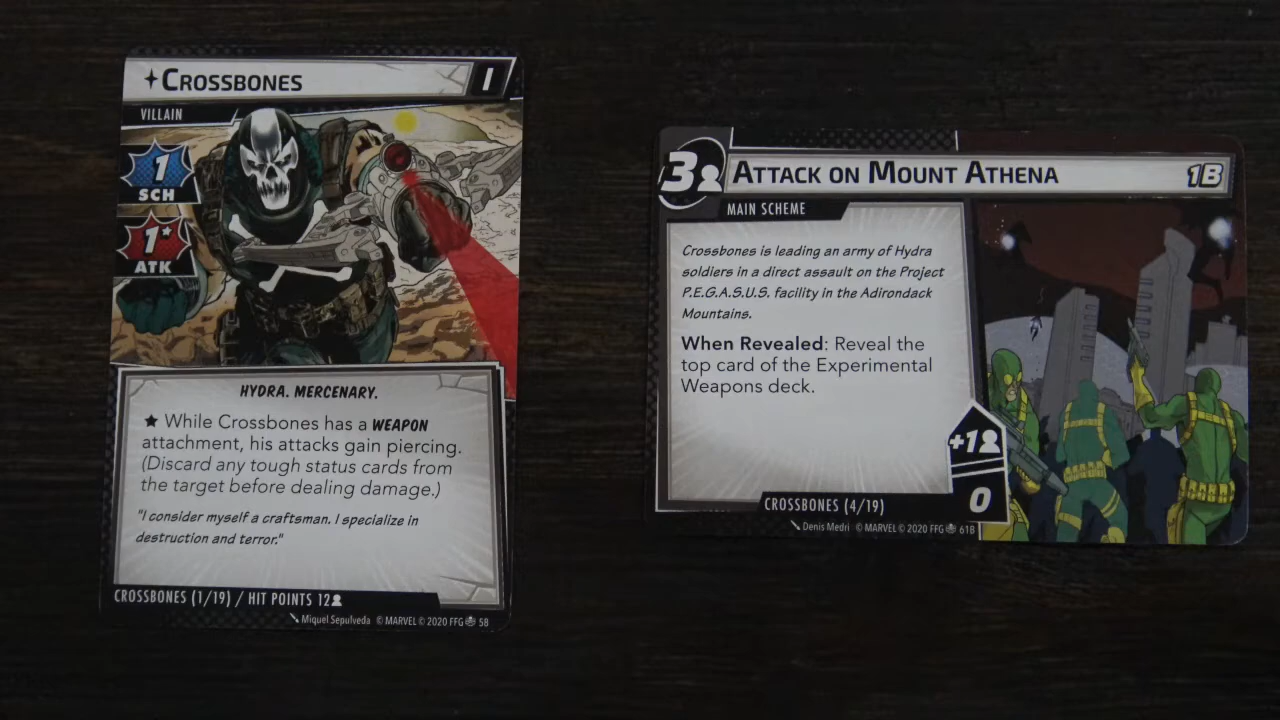 CROSSBONES
I
VILLAIN
1
SCH
1*
ATK
HYDRA. MERCENARY.
★ While Crossbones has a WEAPON
attachment, his attacks gain piercing.
(Discard any tough status cards from
the target before dealing damage.)
"I consider myself a craftsman. I specialize in
destruction and terror."
CROSSBONES (1/19) / HIT POINTS 12
Miquel Sepulveda © MARVEL © 2020 FFG 58
3
ATTACK ON MOUNT ATHENA
1B
MAIN SCHEME
Crossbones is leading an army of Hydra
soldiers in a direct assault on the Project
P.E.G.A.S.U.S. facility in the Adirondack
Mountains.
When Revealed: Reveal the
top card of the Experimental
Weapons deck.
+1
0
CROSSBONES (4/19)
Denis Medri © MARVEL © 2020 FFG 61B